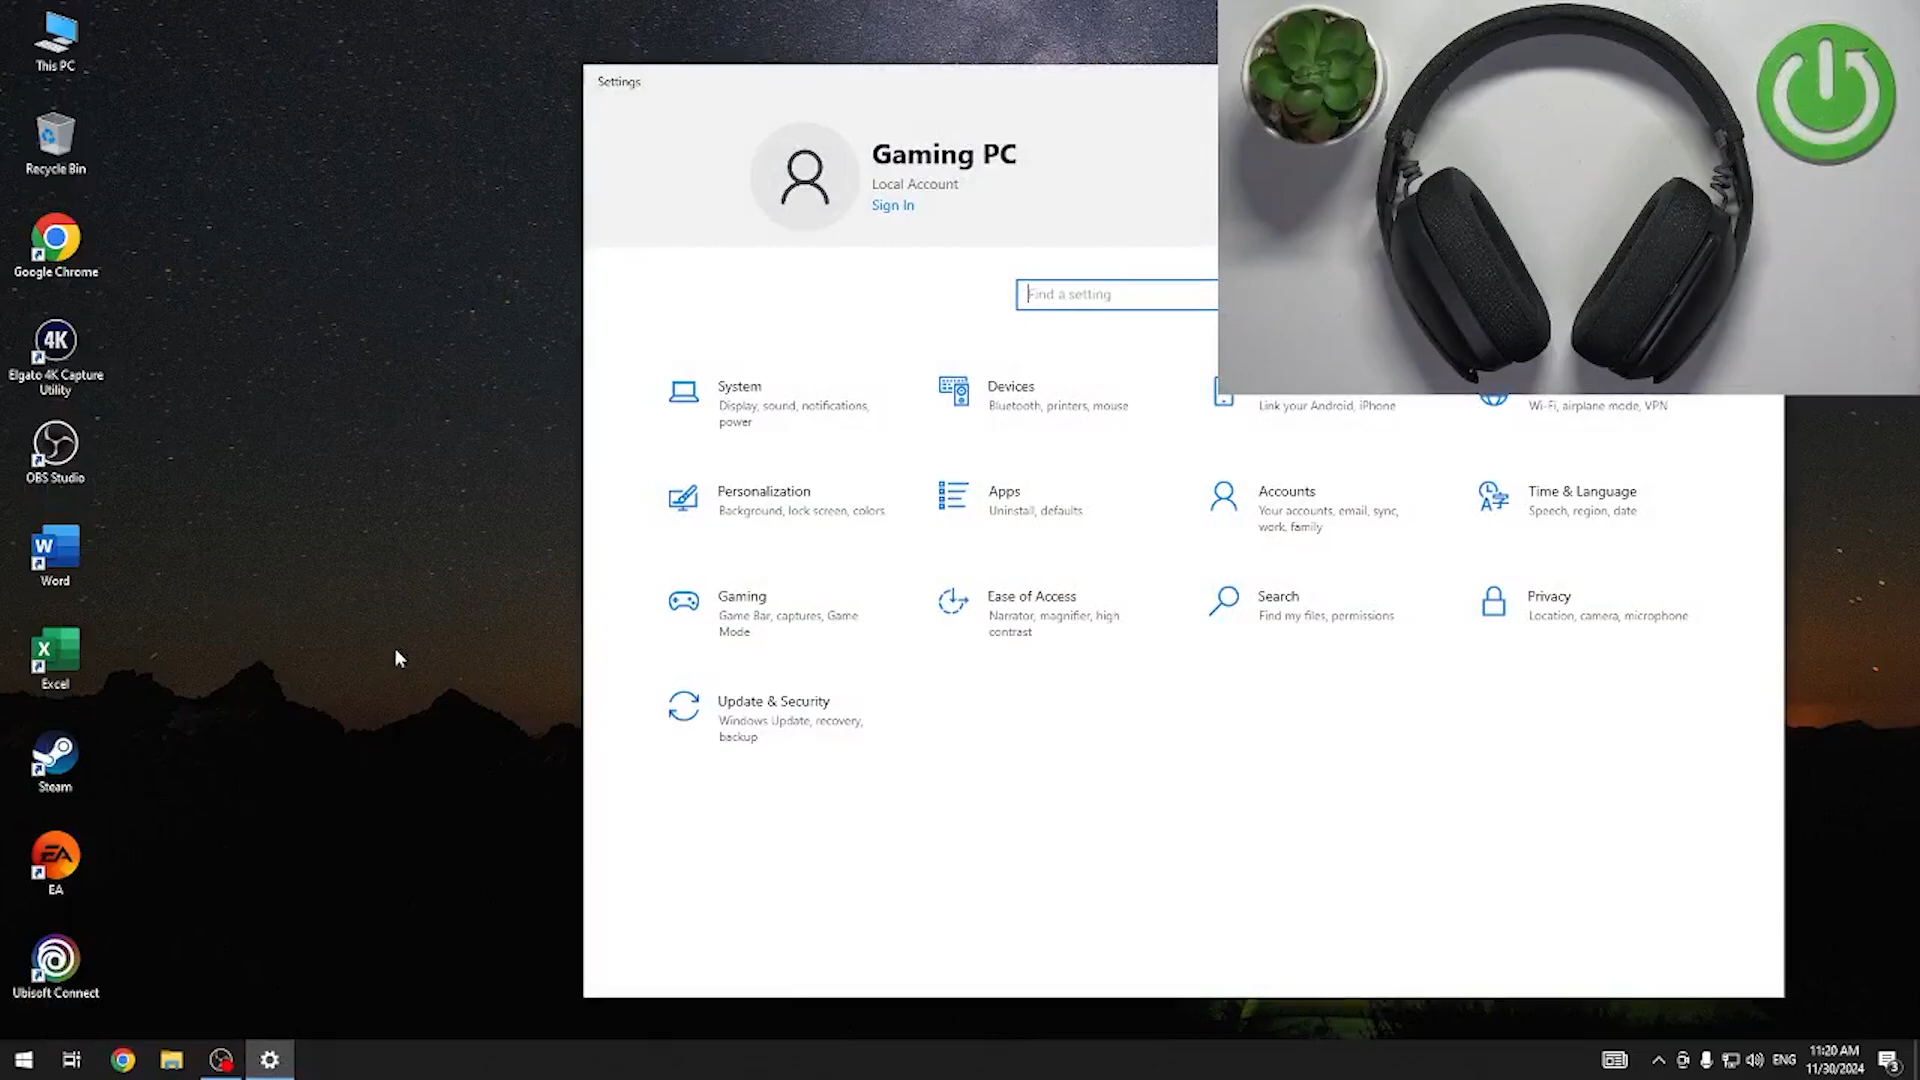 This PC
Recycle Bin
Google Chrome
4K
Elgato 4K Capture
Utility
OBS Studio
W
Word
X
Excel
Steam
EA
EA
Ubisoft Connect
Settings
Gaming PC
Local Account
Sign In
Find a setting
System
Display, sound, notifications,
power
Devices
Bluetooth, printers, mouse
Link your Android, iPhone
Wi-Fi, airplane mode, VPN
Personalization
Background, lock screen, colors
Apps
Uninstall, defaults
Accounts
Your accounts, email, sync,
work, family
Time & Language
Speech, region, date
Gaming
Game Bar, captures, Game
Mode
Ease of Access
Narrator, magnifier, high
contrast
Search
Find my files, permissions
Privacy
Location, camera, microphone
Update & Security
Windows Update, recovery,
backup
ENG
11:20 AM
11/30/2024
3